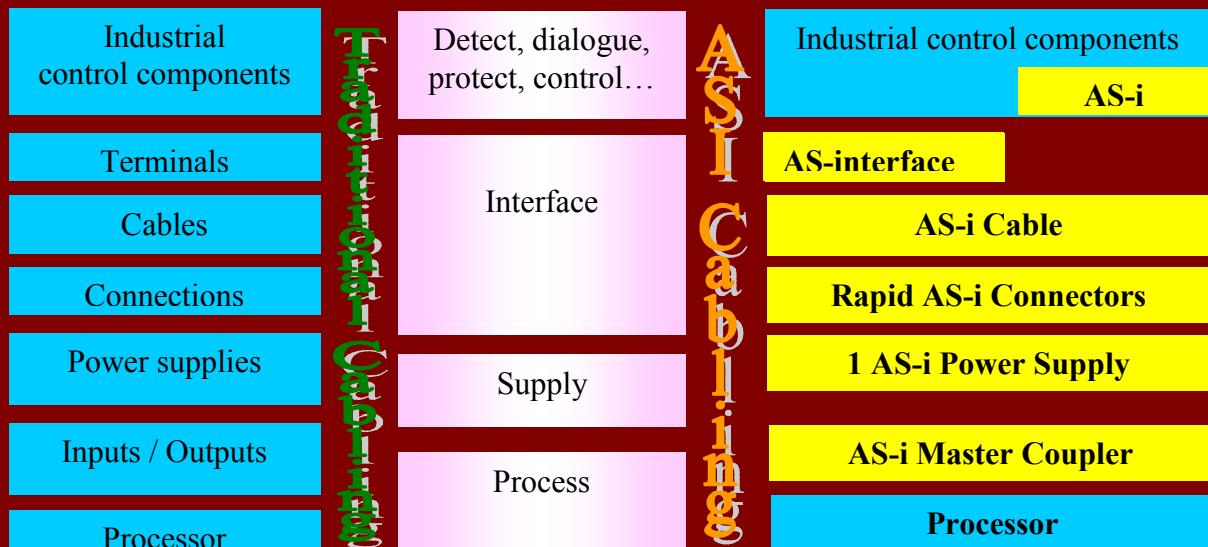 Industrial
control components
Terminals
Cables
Connections
Power supplies
Inputs / Outputs
Processor
Traditional Cabling
Detect, dialogue,
protect, control…
Interface
Supply
Process
ASI Cabling
Industrial control components
AS-i
AS-interface
AS-i Cable
Rapid AS-i Connectors
1 AS-i Power Supply
AS-i Master Coupler
Processor